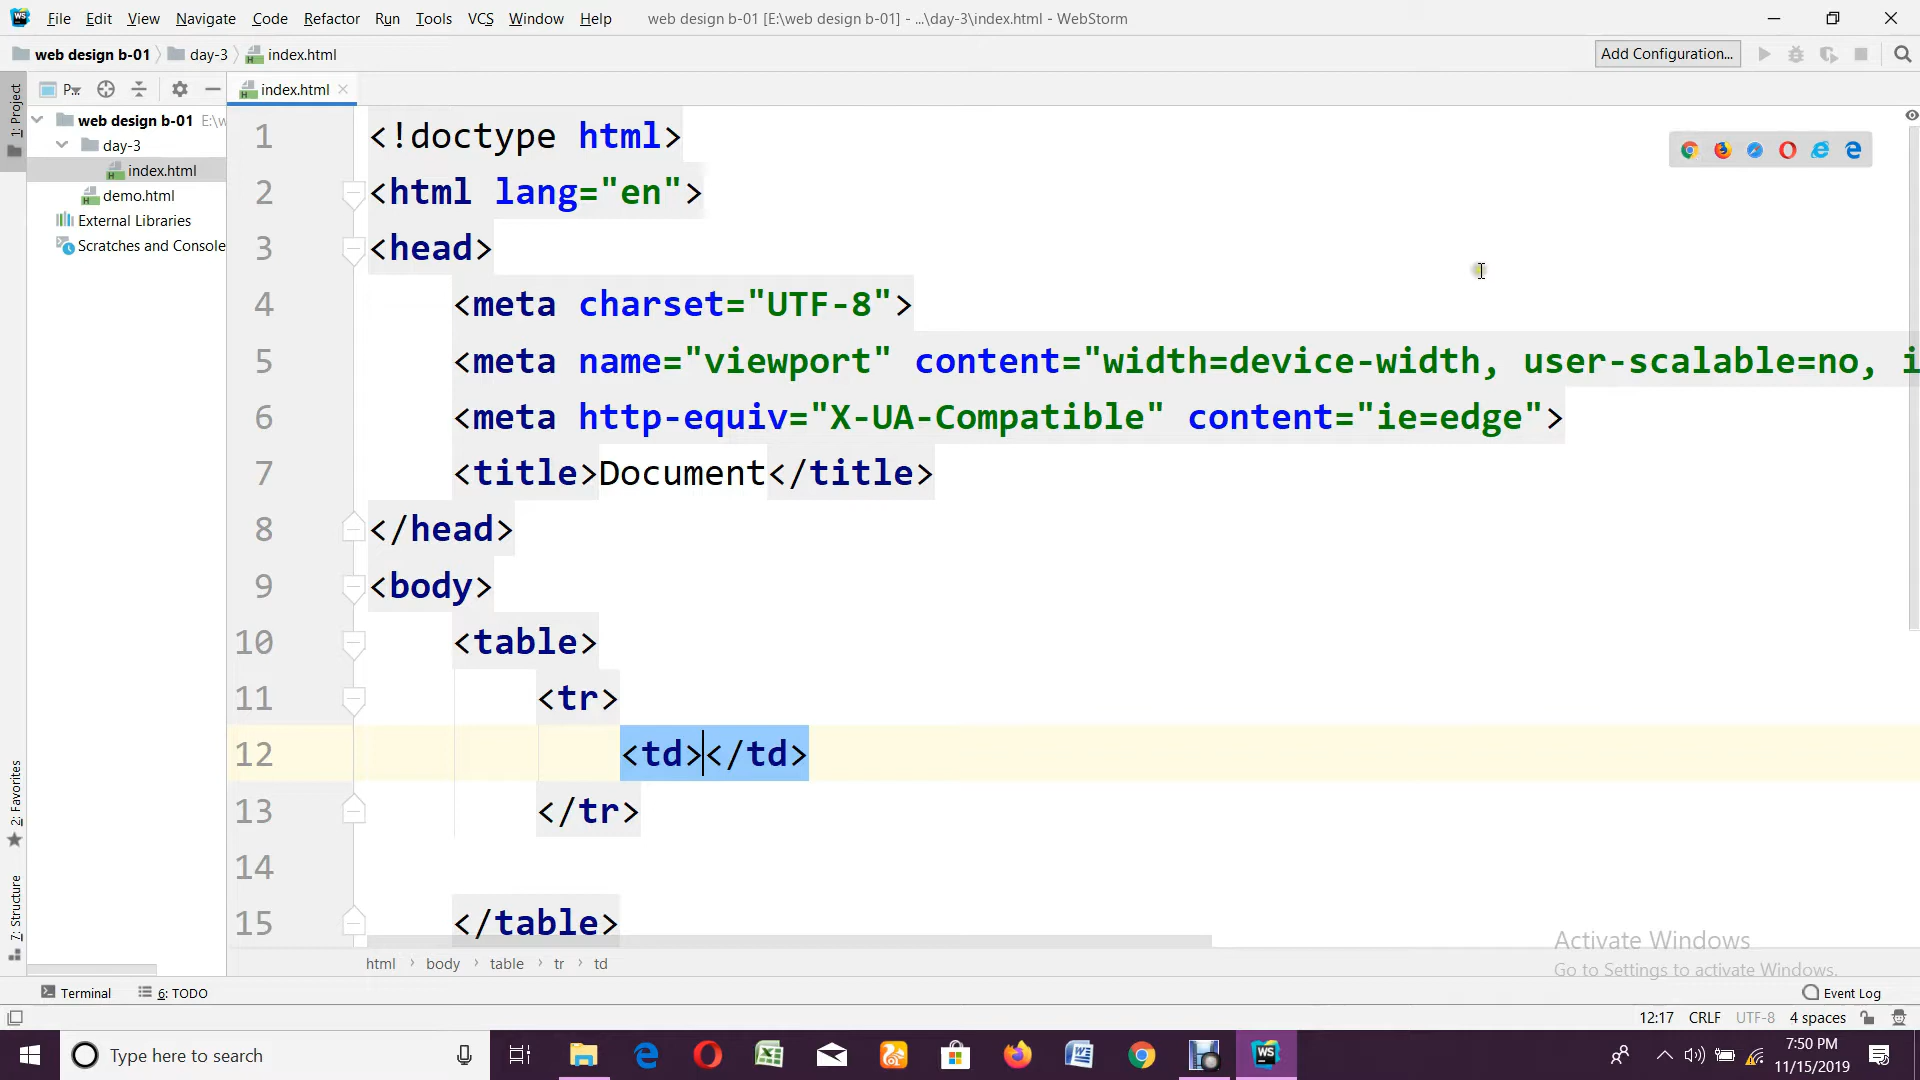 File Edit View Navigate Code Refactor Run Tools VCS Window Help web design b-01 [E:\web design b-01] - ...\day-3\index.html - WebStorm
web design b-01 day-3 index.html Add Configuration...
P index.html
1: Project
web design b-01 E:\w
day-3
index.html
demo.html
External Libraries
Scratches and Console
1 <!doctype html>
2 <html lang="en">
3 <head>
4 <meta charset="UTF-8">
5 <meta name="viewport" content="width=device-width, user-scalable=no, i
6 <meta http-equiv="X-UA-Compatible" content="ie=edge">
7 <title>Document</title>
8 </head>
9 <body>
10 <table>
11 <tr>
12 <td></td>
13 </tr>
14
15 </table>
2: Favorites
7: Structure
Activate Windows
Go to Settings to activate Windows.
html body table tr td
Terminal 6: TODO Event Log
12:17 CRLF UTF-8 4 spaces
Type here to search
WS
7:50 PM
11/15/2019